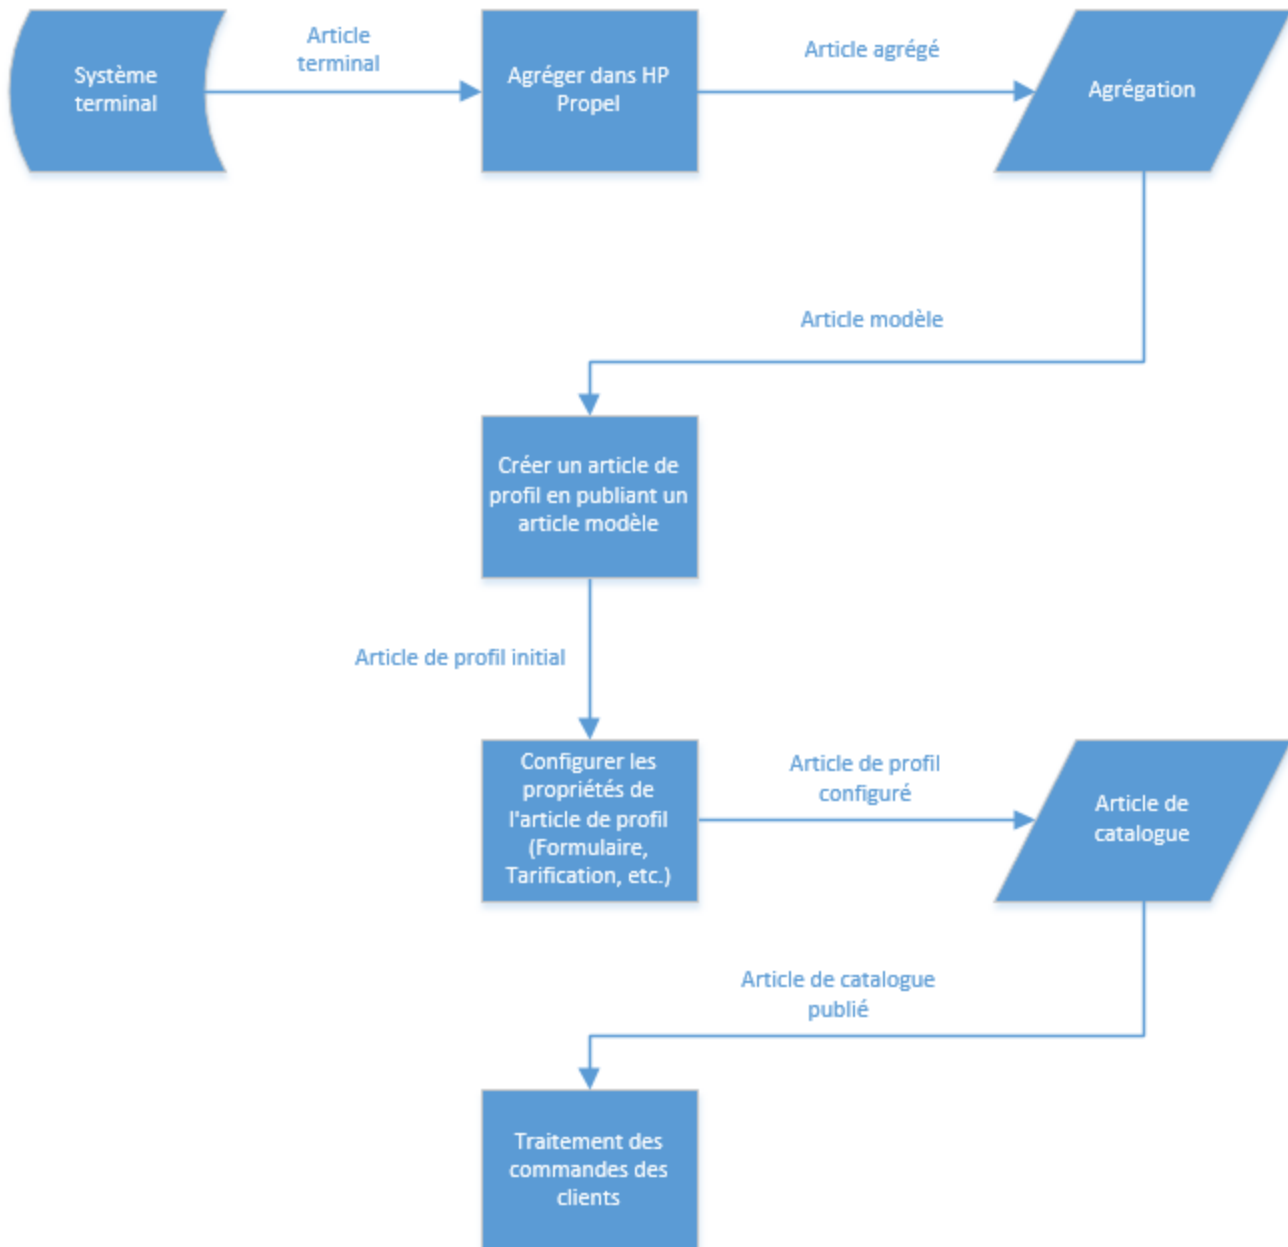 Système
terminal
Article
terminal
Agréger dans HP
Propel
Article agrégé
Agrégation
Article modèle
Créer un article de
profil en publiant un
article modèle
Article de profil initial
Configurer les
propriétés de
l'article de profil
(Formulaire,
Tarification, etc.)
Article de profil
configuré
Article de
catalogue
Article de catalogue
publié
Traitement des
commandes des
clients